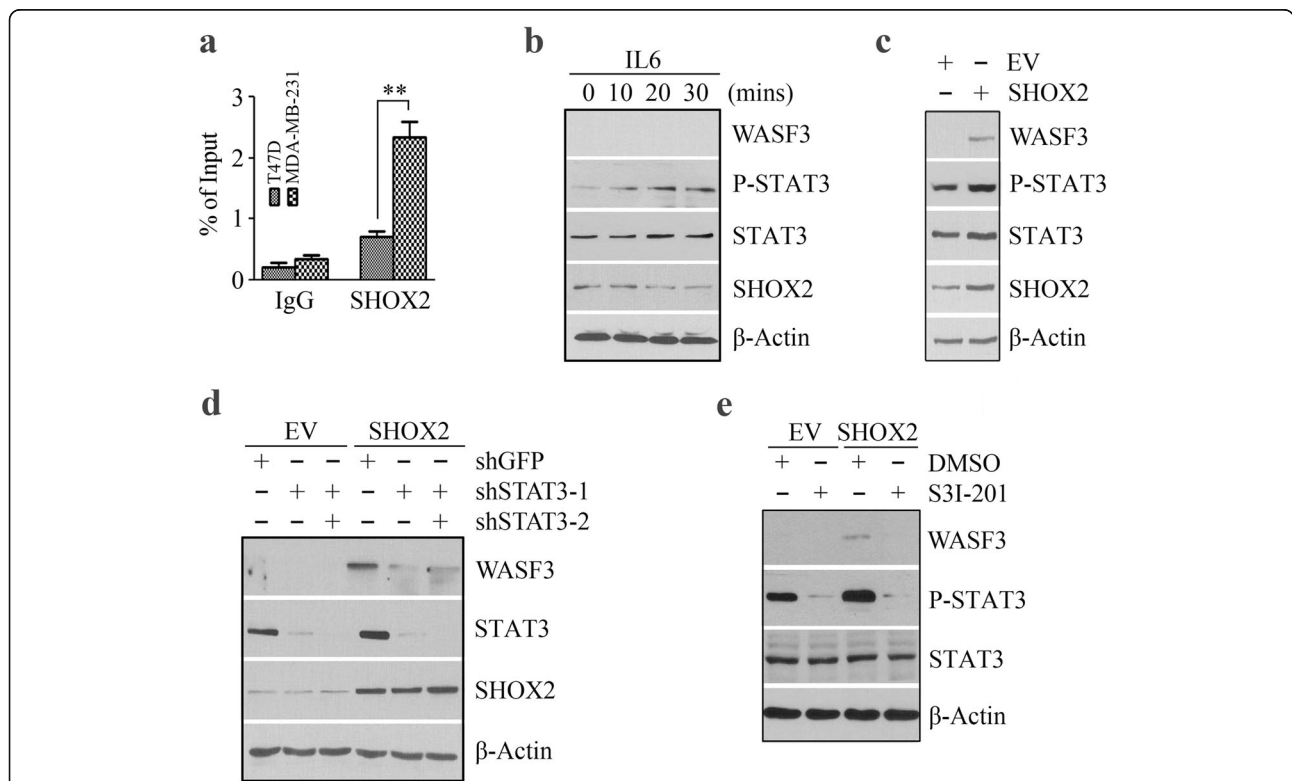 a
T47D
MDA-MB-231
**
3
2
1
0
% of Input
IgG SHOX2
b
IL6
0 10 20 30 (mins)
WASF3
P-STAT3
STAT3
SHOX2
β-Actin
c
+ − EV
− + SHOX2
WASF3
P-STAT3
STAT3
SHOX2
β-Actin
d
EV SHOX2
+ − − + − − shGFP
− + + − + + shSTAT3-1
− − + − − + shSTAT3-2
WASF3
STAT3
SHOX2
β-Actin
e
EV SHOX2
+ − + − DMSO
− + − + S3I-201
WASF3
P-STAT3
STAT3
β-Actin